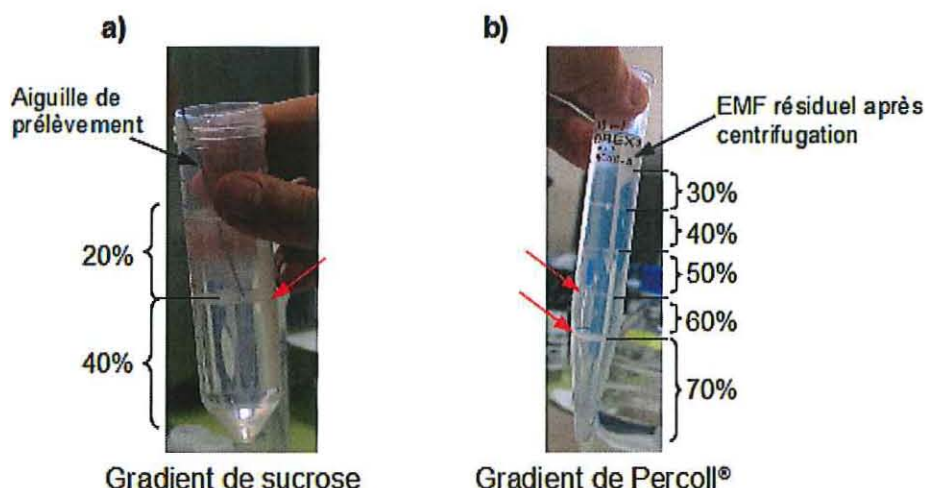 a)
Aiguille de
prélèvement
20%
40%
Gradient de sucrose
b)
EMF résiduel après
centrifugation
30%
40%
50%
60%
70%
Gradient de Percoll®